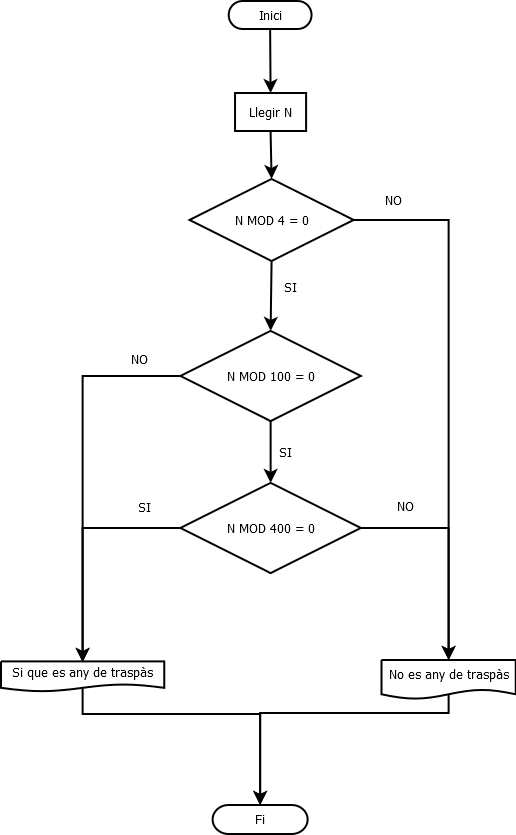 Inici
Llegir N
NO
N MOD 4 = 0
SI
NO
N MOD 100 = 0
SI
SI
NO
N MOD 400 = 0
Si que es any de traspàs
No es any de traspàs
Fi